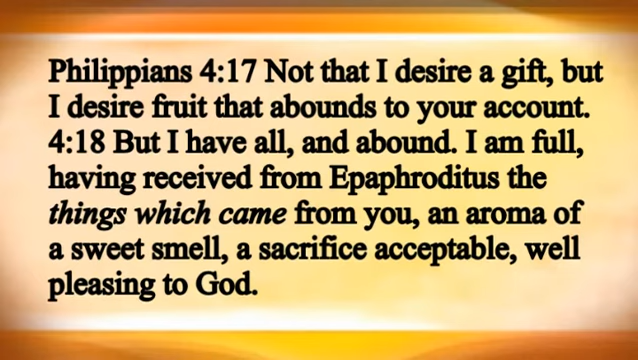 Philippians 4:17 Not that I desire a gift, but
I desire fruit that abounds to your account.
4:18 But I have all, and abound. I am full,
having received from Epaphroditus the
things which came from you, an aroma of
a sweet smell, a sacrifice acceptable, well
pleasing to God.